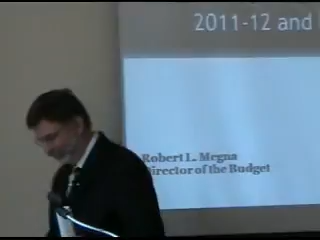 2011-12 and
Robert L. Megna
Director of the Budget